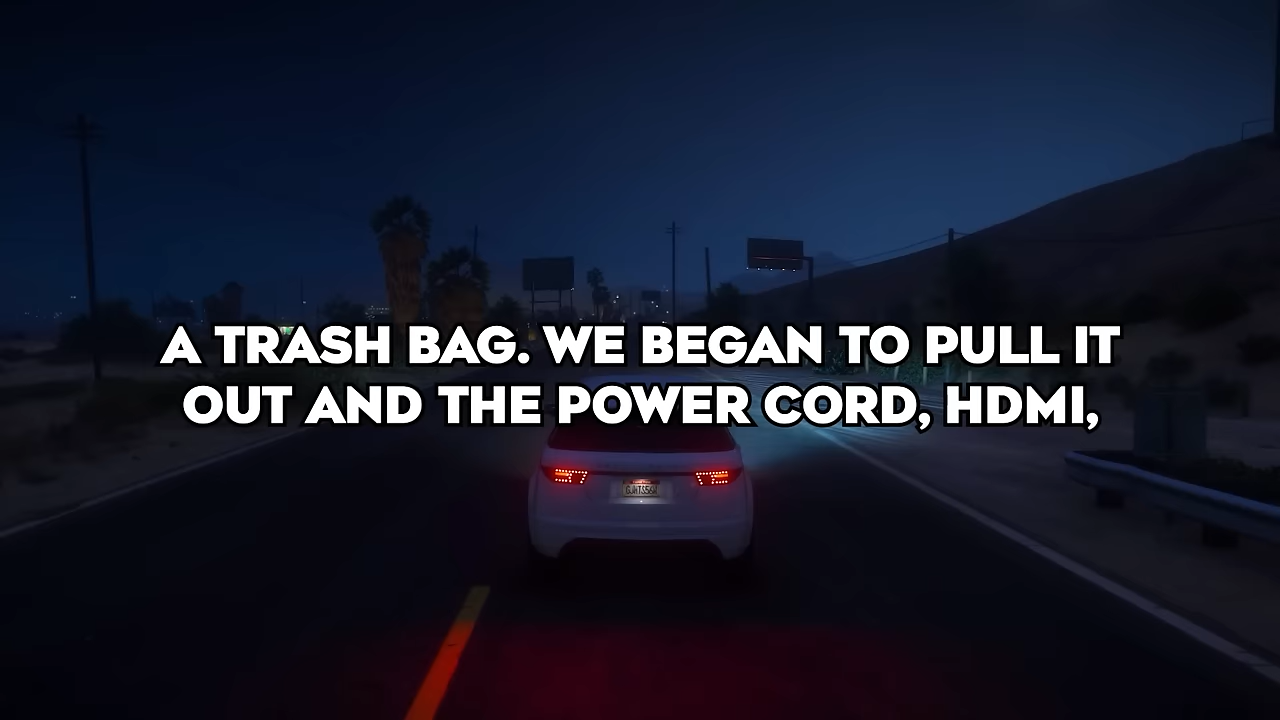 A TRASH BAG. WE BEGAN TO PULL IT
OUT AND THE POWER CORD, HDMI,